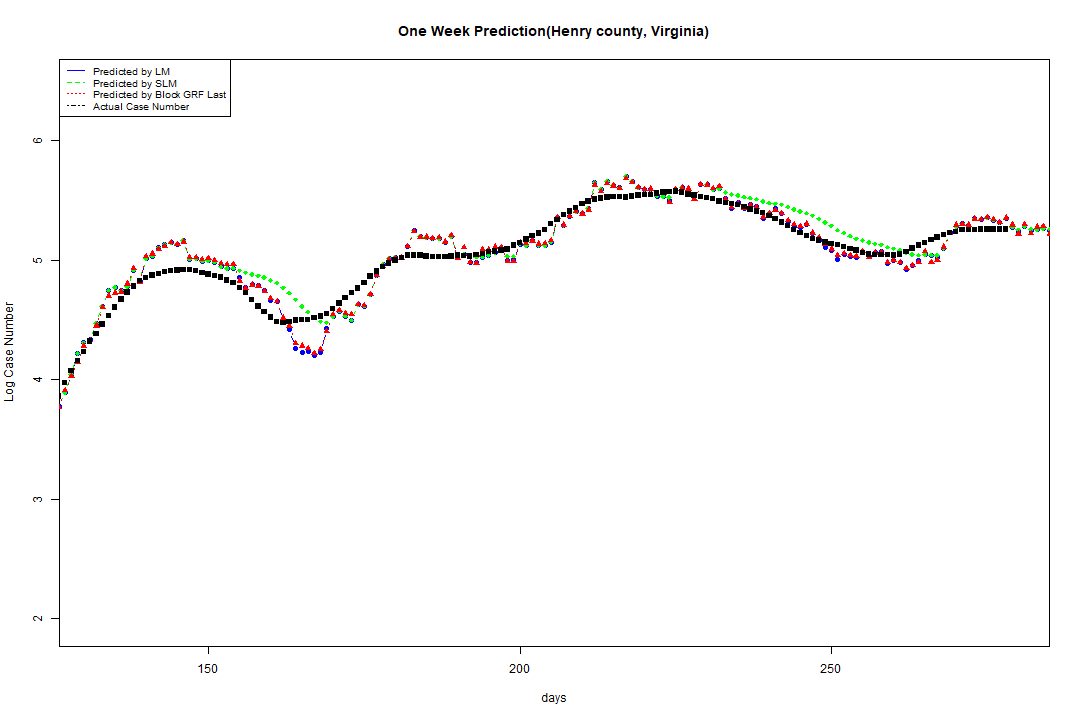 One Week Prediction(Henry county, Virginia)
Predicted by LM
Predicted by SLM
Predicted by Block GRF Last
Actual Case Number
6
5
4
3
2
Log Case Number
150 200 250
days